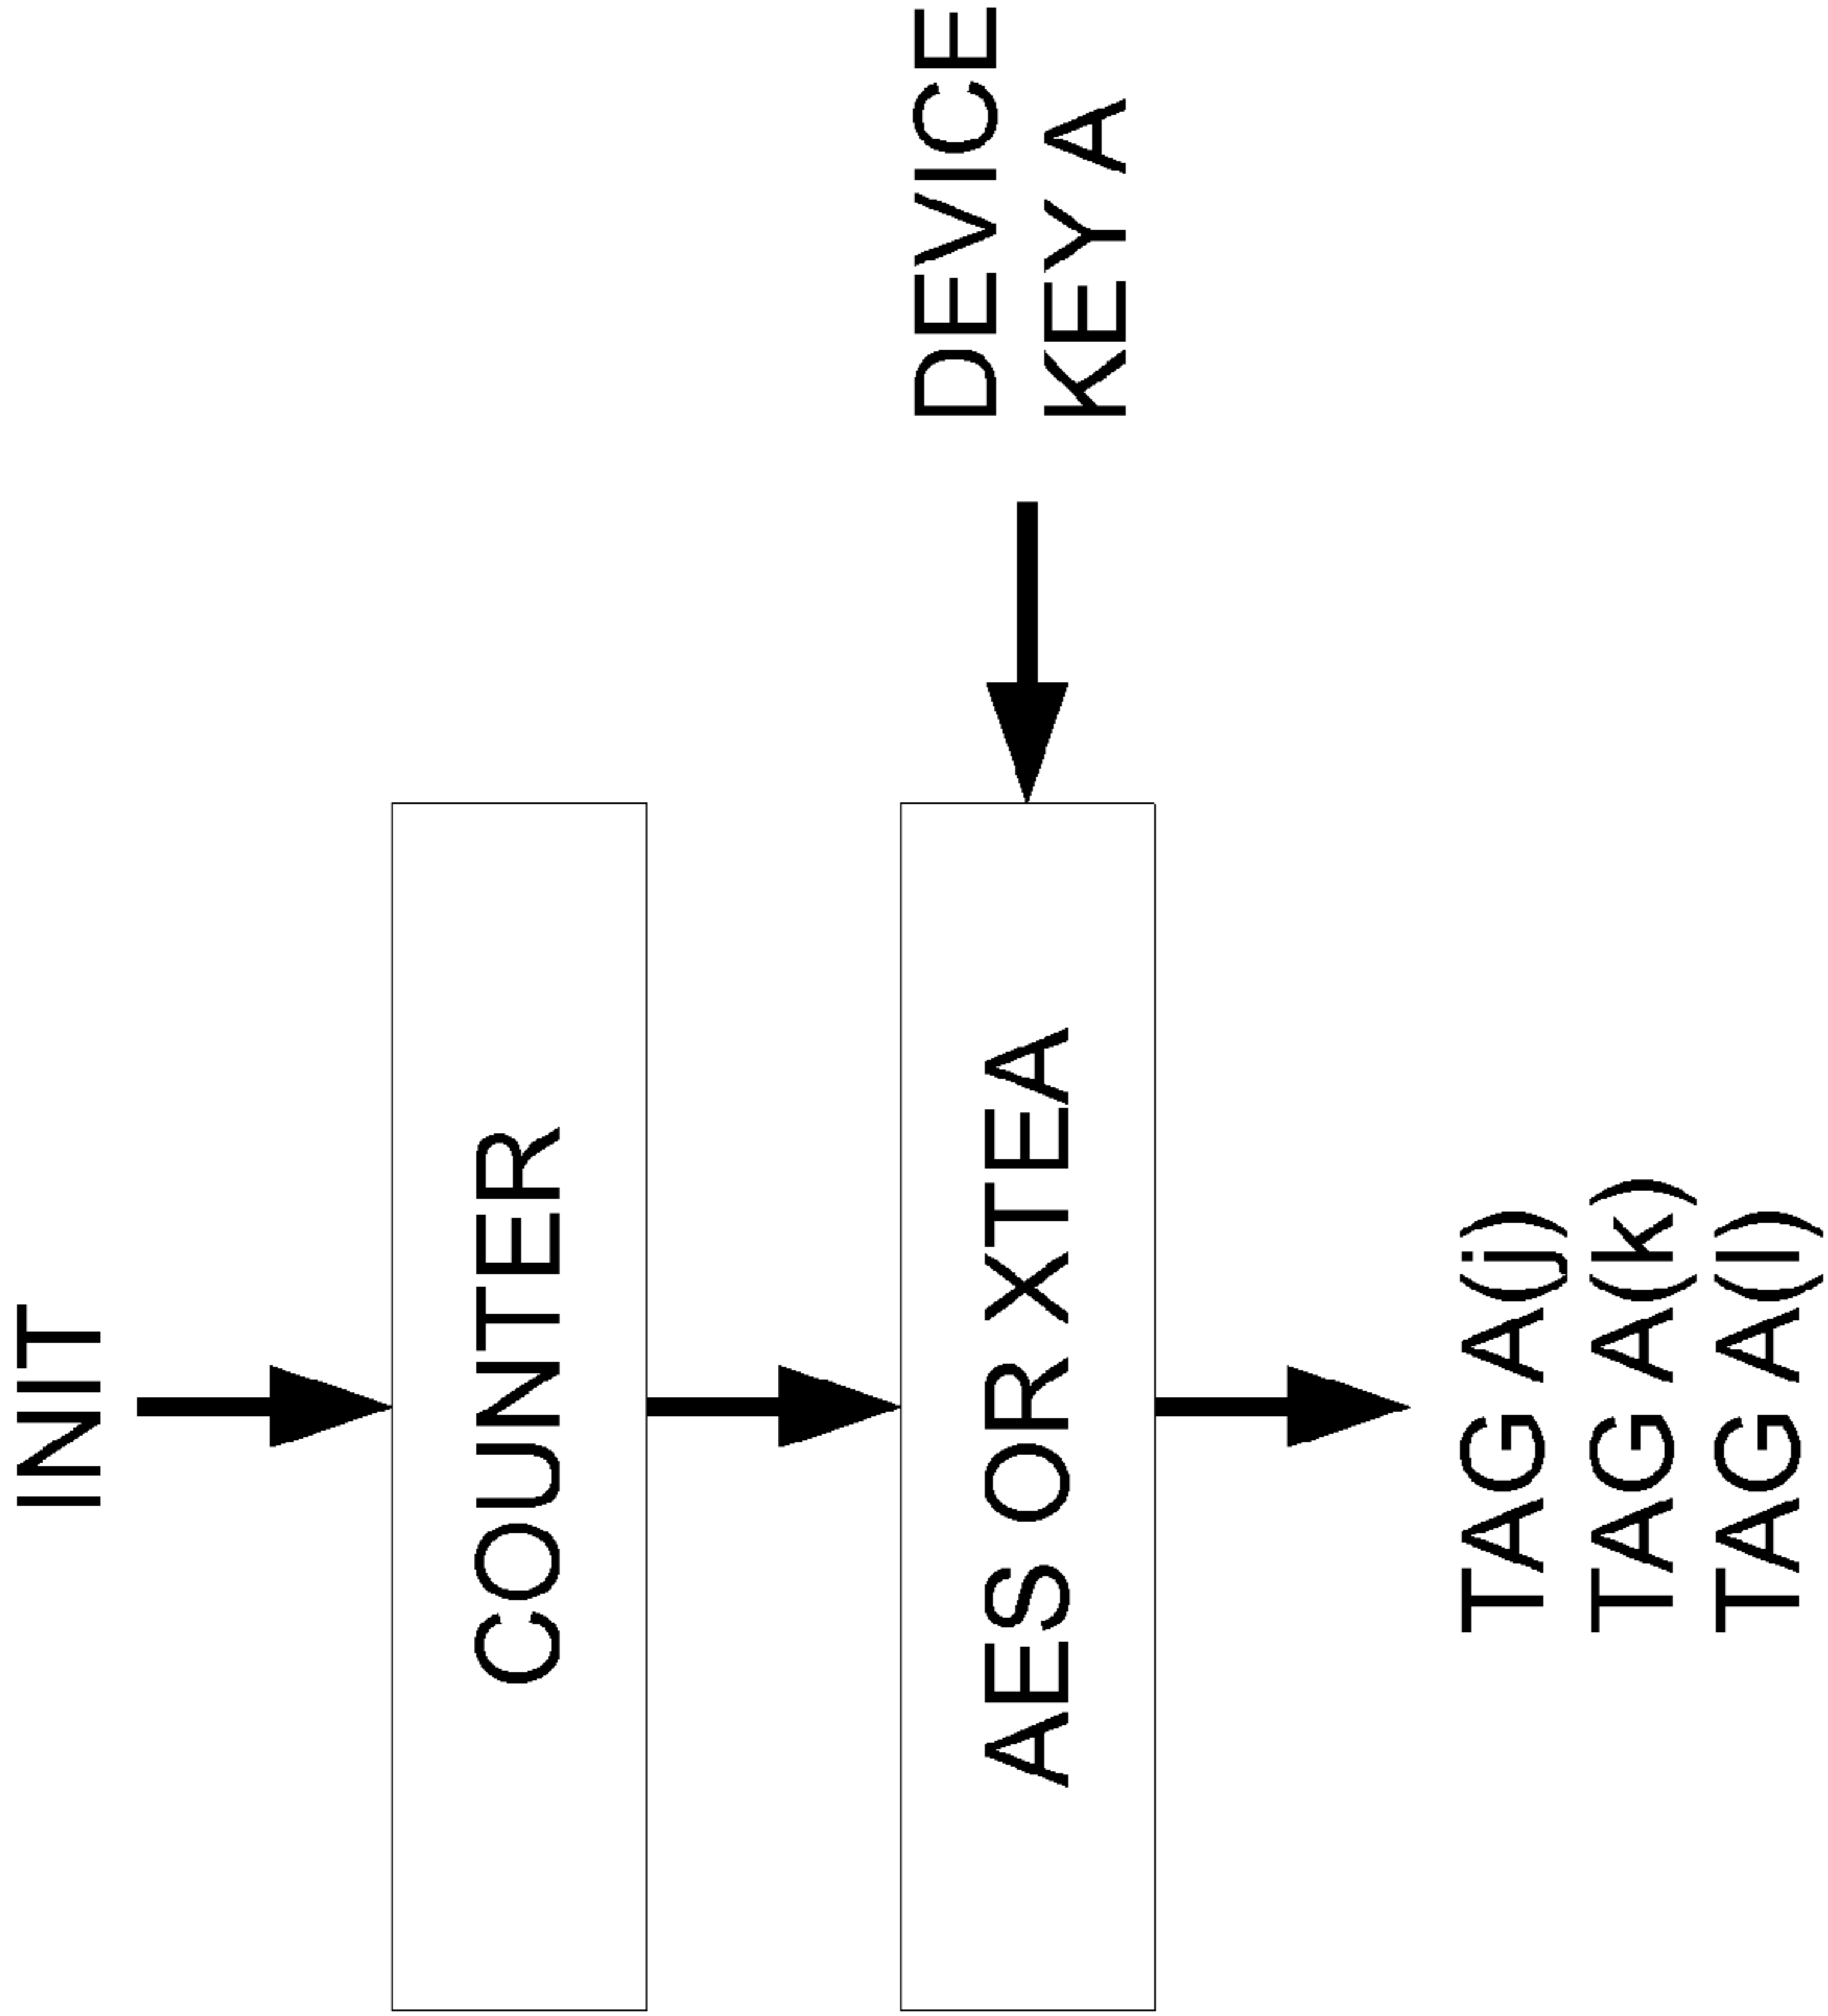 INIT
COUNTER
DEVICE
KEY A
AES OR XTEA
TAG A(j)
TAG A(k)
TAG A(l)